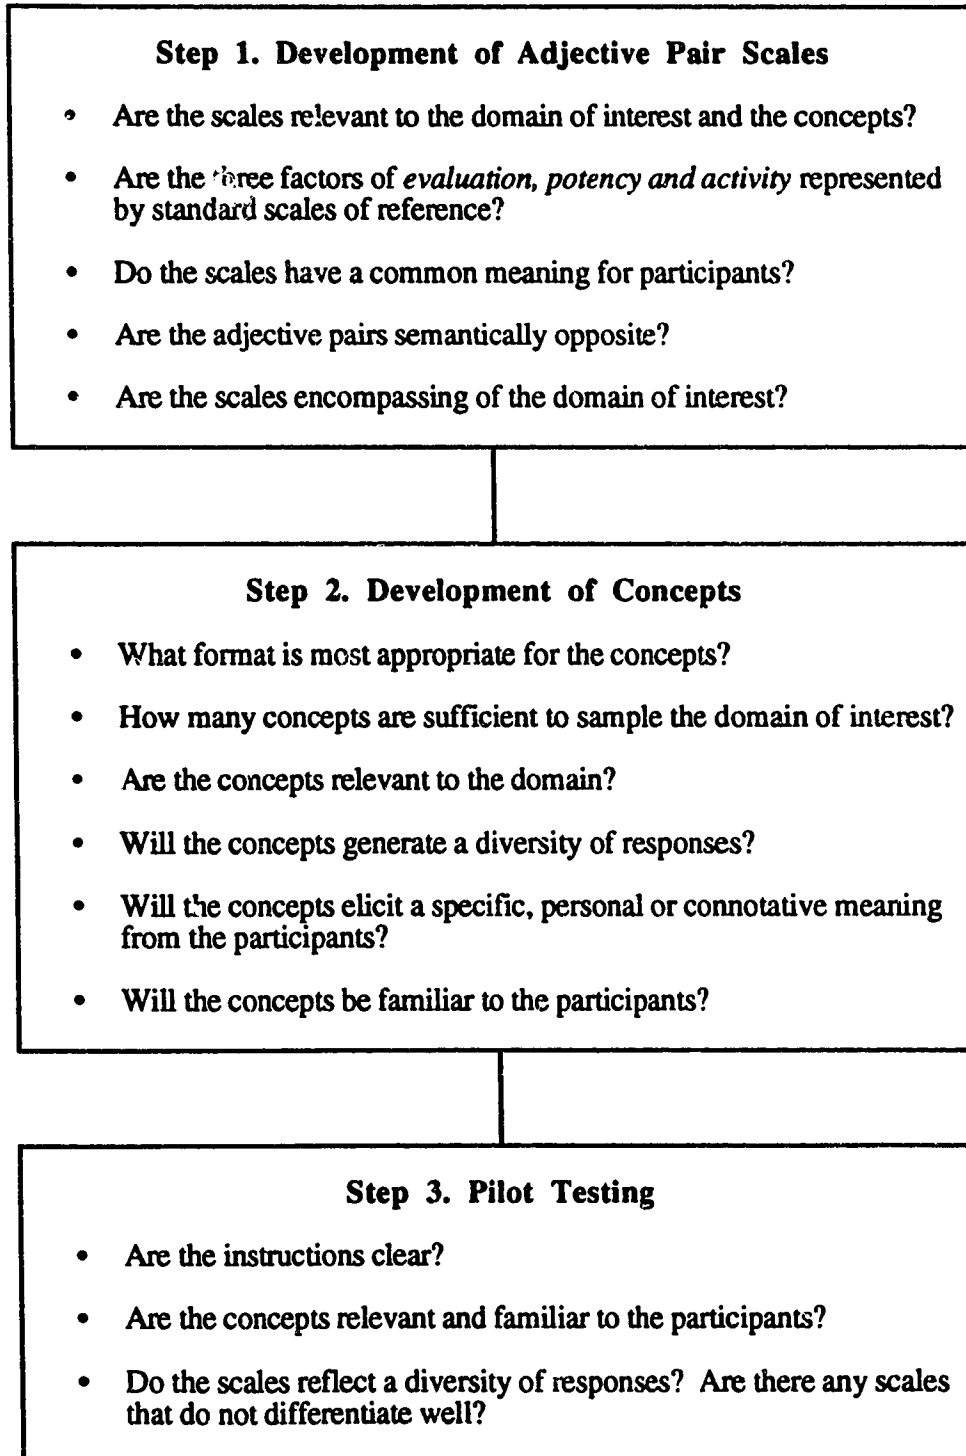 Step 1. Development of Adjective Pair Scales
• Are the scales relevant to the domain of interest and the concepts?
• Are the three factors of evaluation, potency and activity represented
by standard scales of reference?
• Do the scales have a common meaning for participants?
• Are the adjective pairs semantically opposite?
• Are the scales encompassing of the domain of interest?
Step 2. Development of Concepts
• What format is most appropriate for the concepts?
• How many concepts are sufficient to sample the domain of interest?
• Are the concepts relevant to the domain?
• Will the concepts generate a diversity of responses?
• Will the concepts elicit a specific, personal or connotative meaning
from the participants?
• Will the concepts be familiar to the participants?
Step 3. Pilot Testing
• Are the instructions clear?
• Are the concepts relevant and familiar to the participants?
• Do the scales reflect a diversity of responses? Are there any scales
that do not differentiate well?